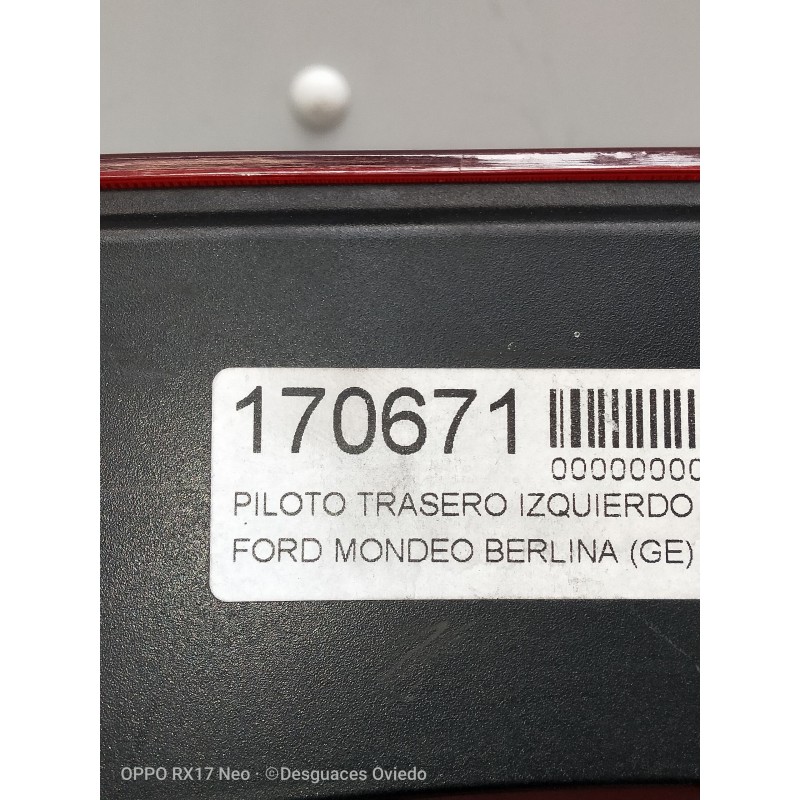 170671
00000000
PILOTO TRASERO IZQUIERDO
FORD MONDEO BERLINA (GE)
OPPO RX17 Neo · ©Desguaces Oviedo